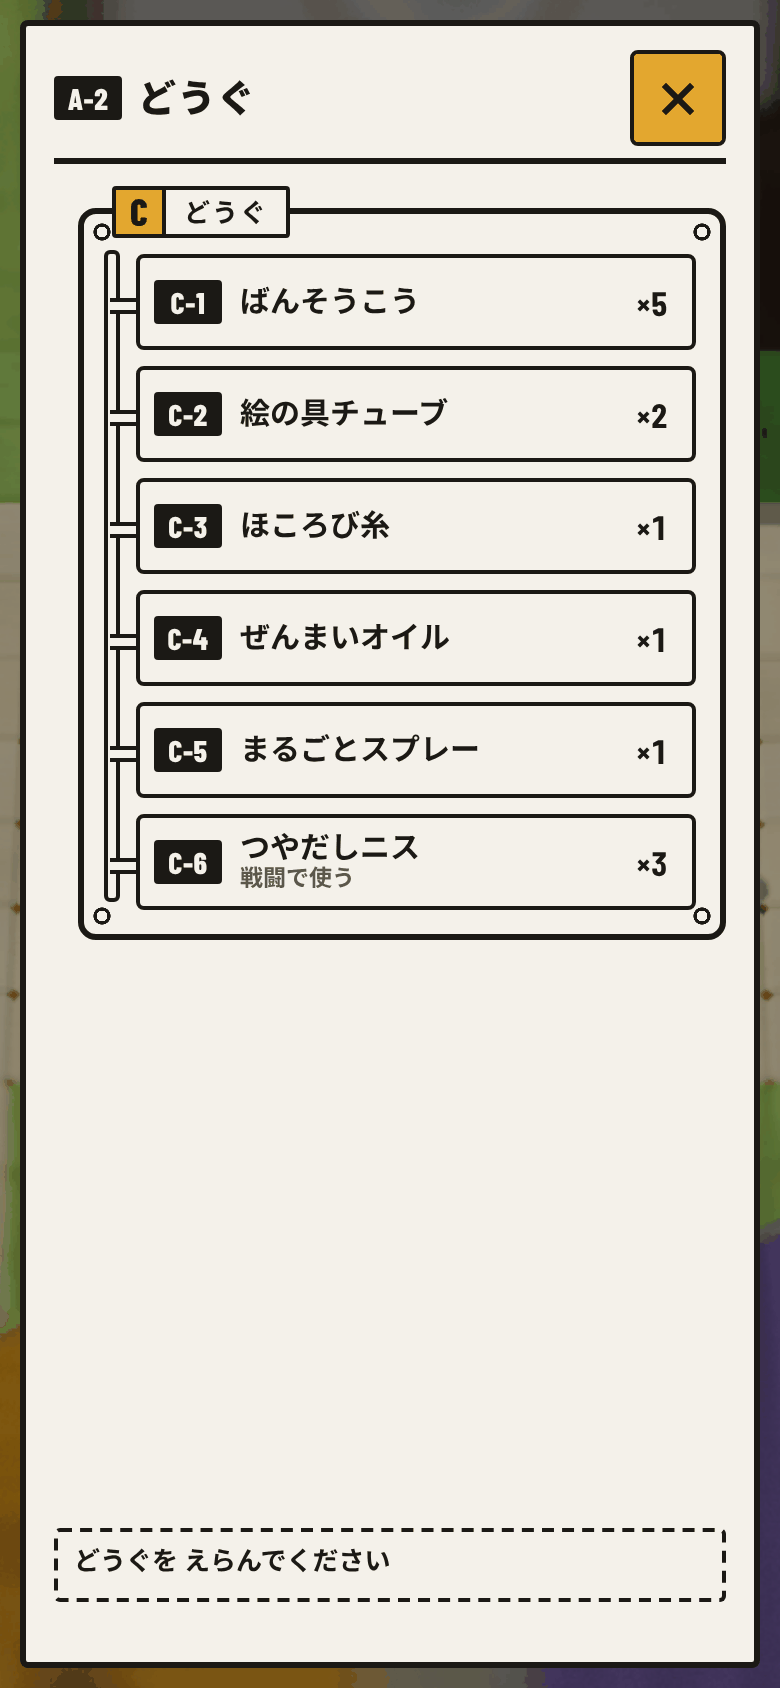 A-2 どうぐ ×
C どうぐ
C-1 ばんそうこう ×5
C-2 絵の具チューブ ×2
C-3 ほころび糸 ×1
C-4 ぜんまいオイル ×1
C-5 まるごとスプレー ×1
C-6 つやだしニス ×3
戦闘で使う
どうぐを えらんでください